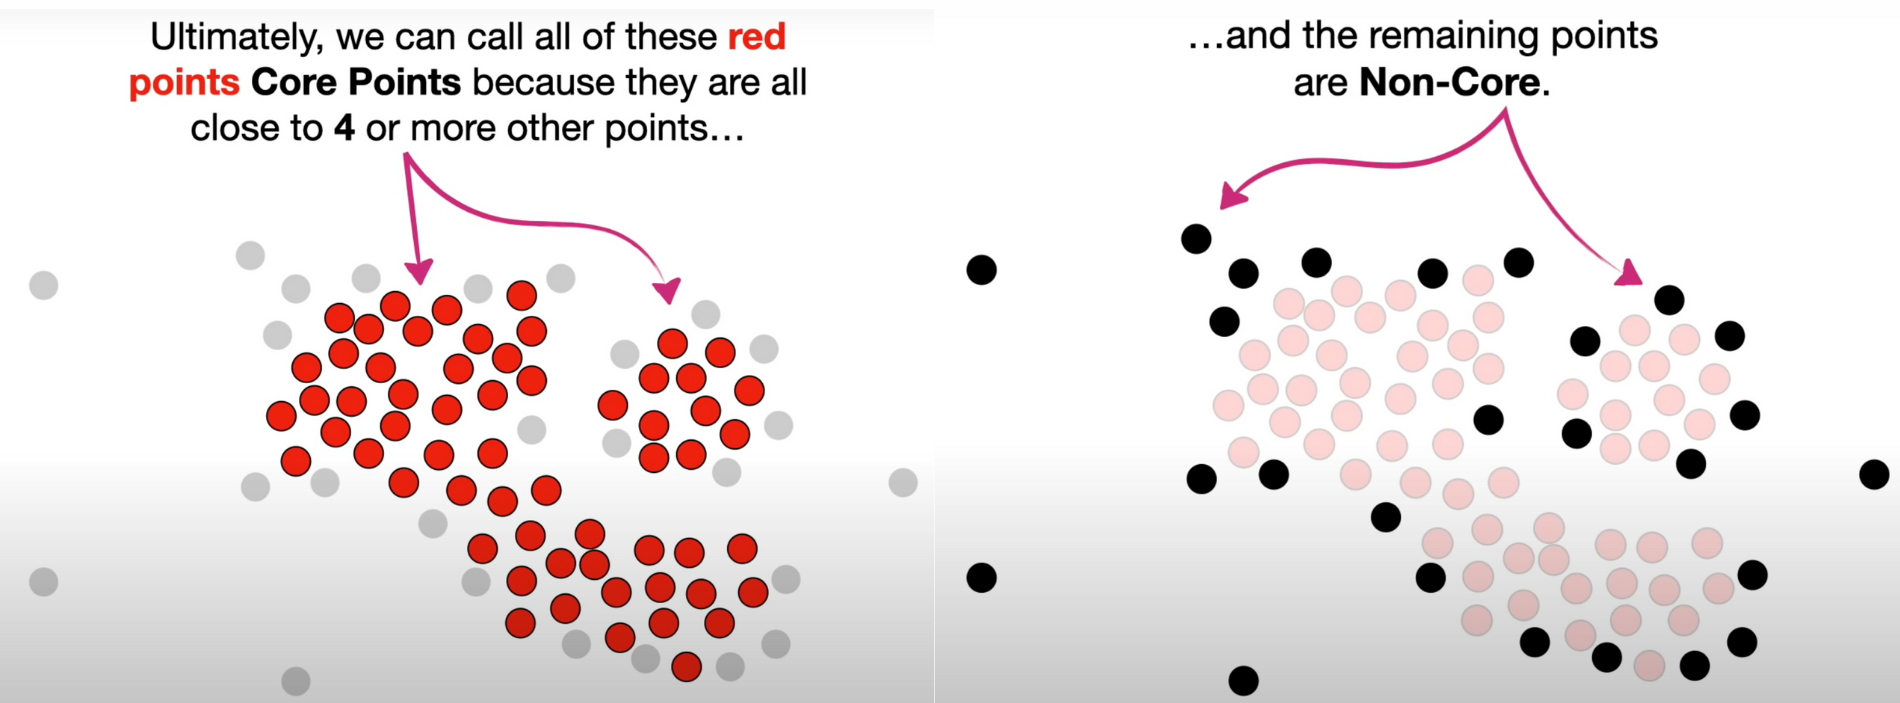 Ultimately, we can call all of these red
points Core Points because they are all
close to 4 or more other points…
…and the remaining points
are Non-Core.